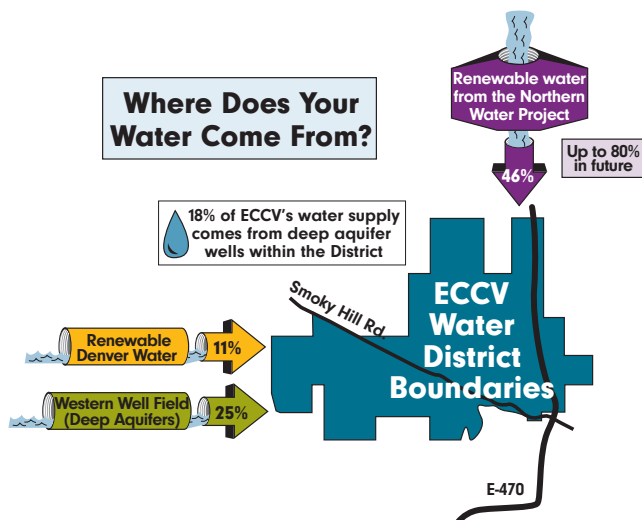 Where Does Your
Water Come From?
Renewable water
from the Northern
Water Project
Up to 80%
in future
46%
18% of ECCV's water supply
comes from deep aquifer
wells within the District
Smoky Hill Rd.
ECCV
Water
District
Boundaries
Renewable
Denver Water
11%
Western Well Field
(Deep Aquifers)
25%
E-470